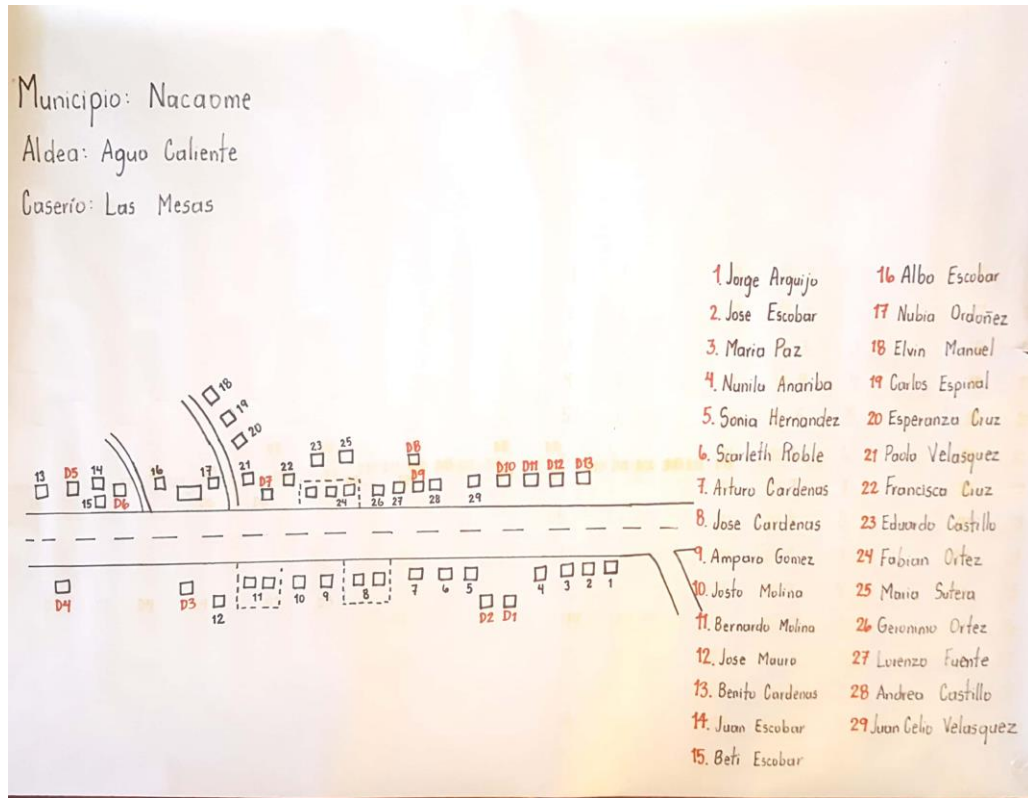 Municipio: Nacaome
Aldea: Agua Caliente
Caserío: Las Mesas
18
19
20
23
25
13
D5
14
16
17
21
22
D8
D7
D9
D10 D11 D12 D13
15
D6
24
26
27
28
29
D4
D3
12
11
10
9
8
7
6
5
D2
D1
4
3
2
1
1. Jorge Arguijo
2. Jose Escobar
3. Maria Paz
4. Nunilu Anariba
5. Sonia Hernandez
6. Scarleth Roble
7. Arturo Cardenas
8. Jose Cardenas
9. Amparo Gomez
10. Josto Molina
11. Bernardo Molina
12. Jose Mauro
13. Benito Cardenas
14. Juan Escobar
15. Beti Escobar
16 Albo Escobar
17 Nubia Ordoñez
18 Elvin Manuel
19 Carlos Espinal
20 Esperanza Cruz
21 Paola Velasquez
22 Francisca Cruz
23 Eduardo Castillo
24 Fabian Ortez
25 Maria Sutera
26 Geronimo Ortez
27 Lorenzo Fuente
28 Andrea Castillo
29 Juan Celio Velasquez